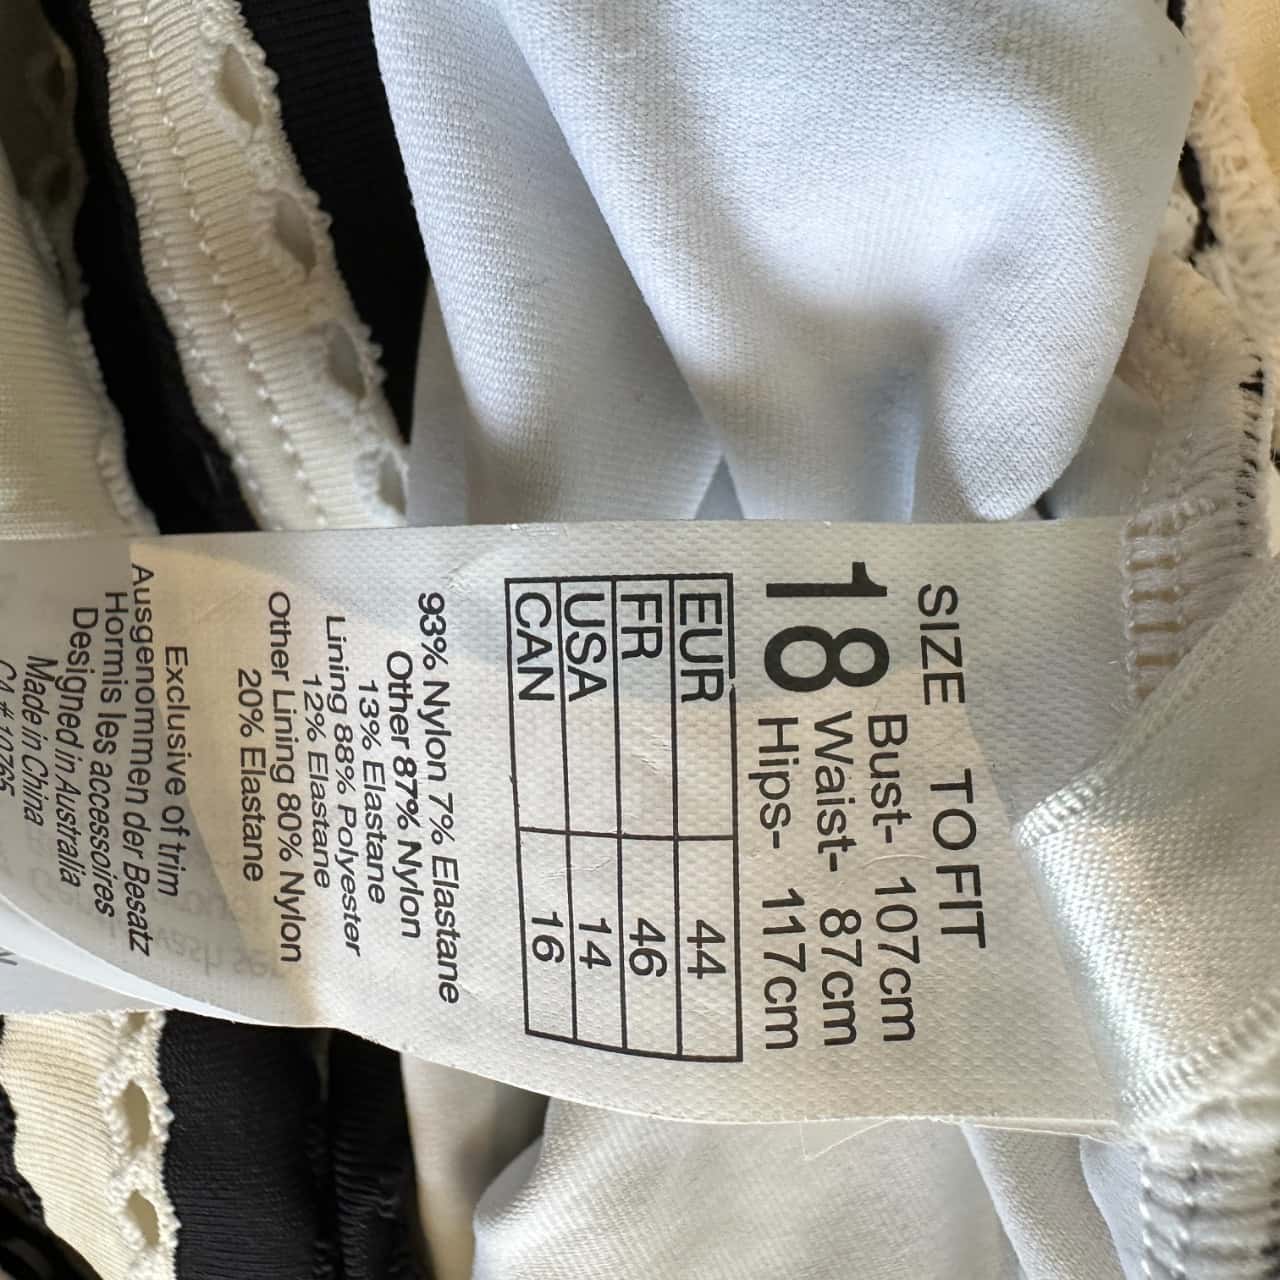 SIZE TO FIT
18 Bust- 107cm
Waist- 87cm
Hips- 117cm
EUR 44
FR 46
USA 14
CAN 16
93% Nylon 7% Elastane
Other 87% Nylon
13% Elastane
Lining 88% Polyester
12% Elastane
Other Lining 80% Nylon
20% Elastane
Exclusive of trim
Ausgenommen der Besatz
Hormis les accessoires
Designed in Australia
Made in China
CA # 10765